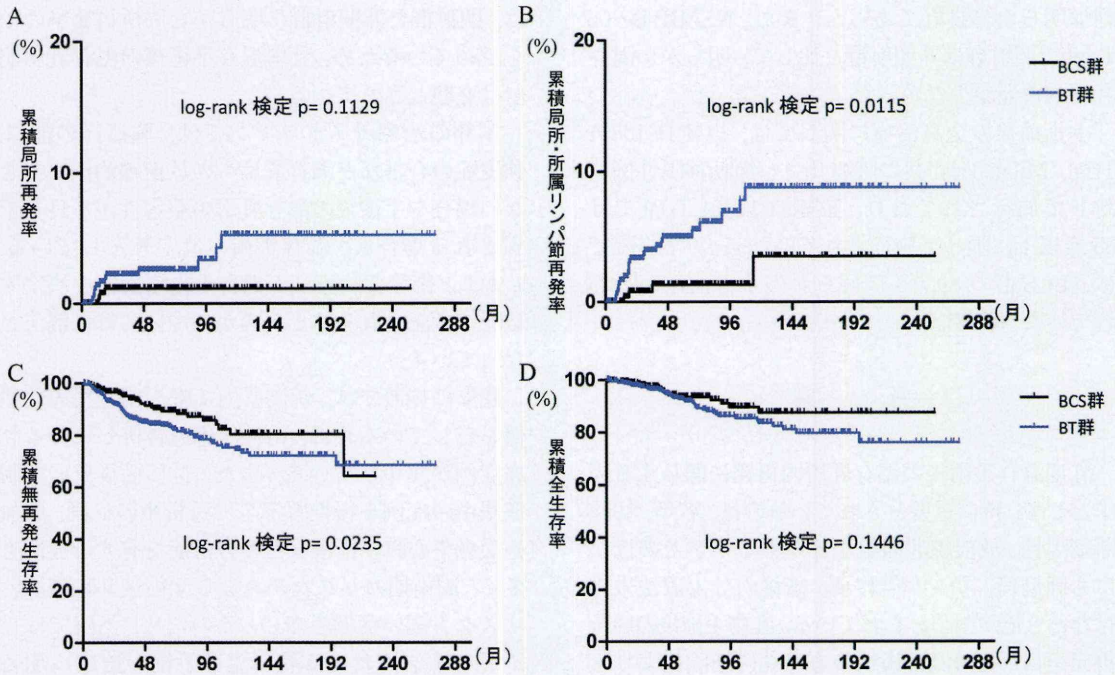 A
(%)
20
10
0
累積局所再発率
log-rank 検定 p= 0.1129
0 48 96 144 192 240 288 (月)
B
(%)
20
10
0
累積局所・所属リンパ節再発率
log-rank 検定 p= 0.0115
BCS群
BT群
0 48 96 144 192 240 288 (月)
C
(%)
100
80
60
40
20
0
累積無再発生存率
log-rank 検定 p= 0.0235
0 48 96 144 192 240 288 (月)
D
(%)
100
80
60
40
20
0
累積全生存率
log-rank 検定 p= 0.1446
BCS群
BT群
0 48 96 144 192 240 288 (月)